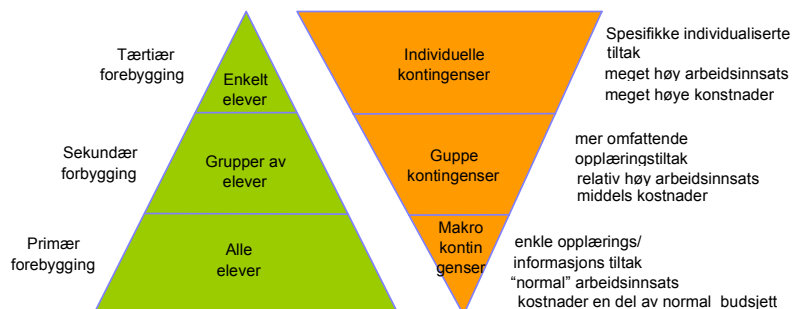 Tærtiær
forebygging
Enkelt
elever
Individuelle
kontingenser
Spesifikke individualiserte
tiltak
meget høy arbeidsinnsats
meget høye konstnader
Sekundær
forbygging
Grupper av
elever
Guppe
kontingenser
mer omfattende
opplæringstiltak
relativ høy arbeidsinnsats
middels kostnader
Primær
forebygging
Alle
elever
Makro
kontin
genser
enkle opplærings/
informasjons tiltak
“normal” arbeidsinnsats
kostnader en del av normal budsjett